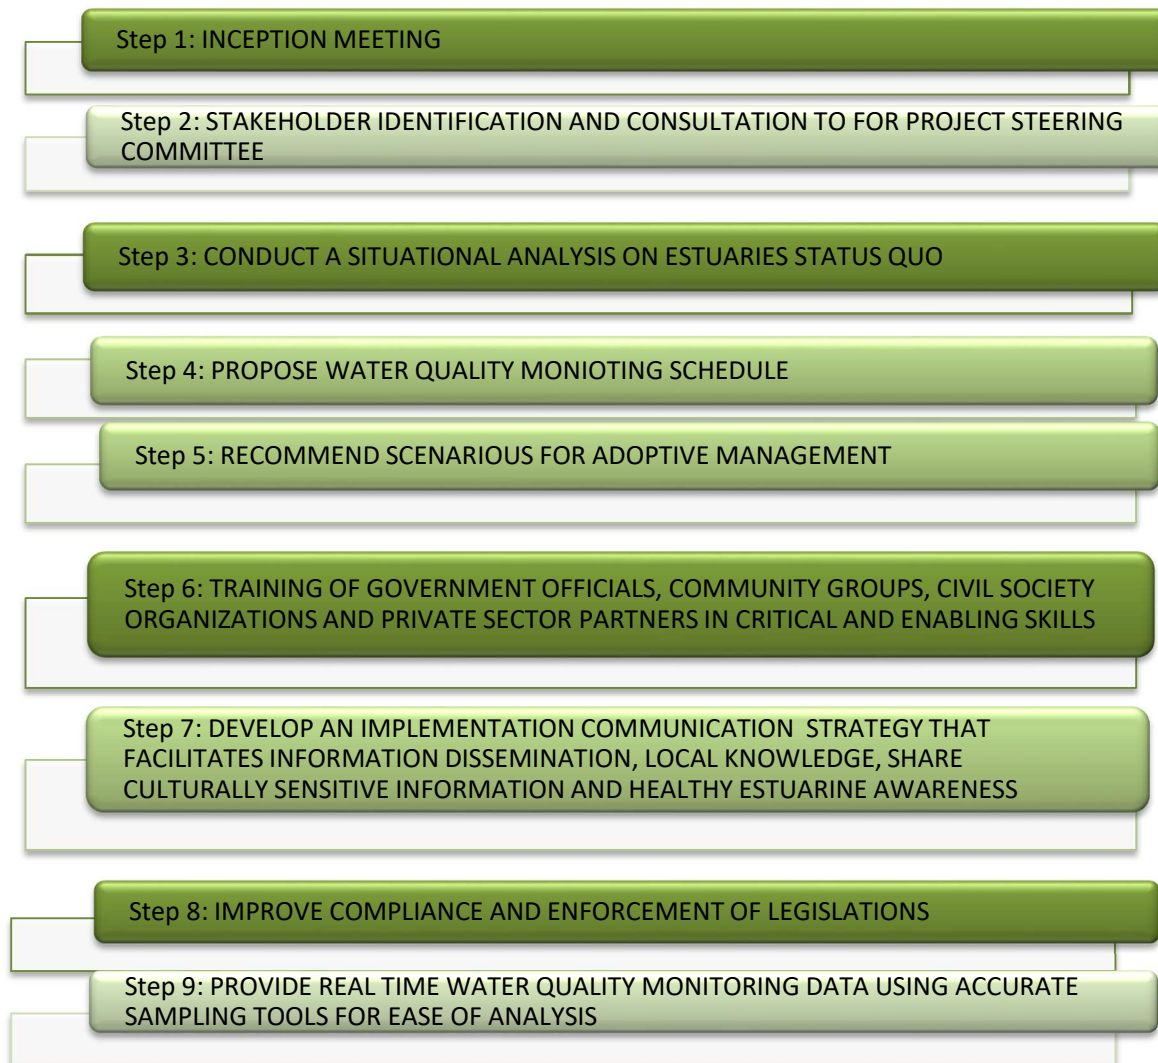 Step 1: INCEPTION MEETING
Step 2: STAKEHOLDER IDENTIFICATION AND CONSULTATION TO FOR PROJECT STEERING
COMMITTEE
Step 3: CONDUCT A SITUATIONAL ANALYSIS ON ESTUARIES STATUS QUO
Step 4: PROPOSE WATER QUALITY MONIOTING SCHEDULE
Step 5: RECOMMEND SCENARIOUS FOR ADOPTIVE MANAGEMENT
Step 6: TRAINING OF GOVERNMENT OFFICIALS, COMMUNITY GROUPS, CIVIL SOCIETY
ORGANIZATIONS AND PRIVATE SECTOR PARTNERS IN CRITICAL AND ENABLING SKILLS
Step 7: DEVELOP AN IMPLEMENTATION COMMUNICATION  STRATEGY THAT
FACILITATES INFORMATION DISSEMINATION, LOCAL KNOWLEDGE, SHARE
CULTURALLY SENSITIVE INFORMATION AND HEALTHY ESTUARINE AWARENESS
Step 8: IMPROVE COMPLIANCE AND ENFORCEMENT OF LEGISLATIONS
Step 9: PROVIDE REAL TIME WATER QUALITY MONITORING DATA USING ACCURATE
SAMPLING TOOLS FOR EASE OF ANALYSIS